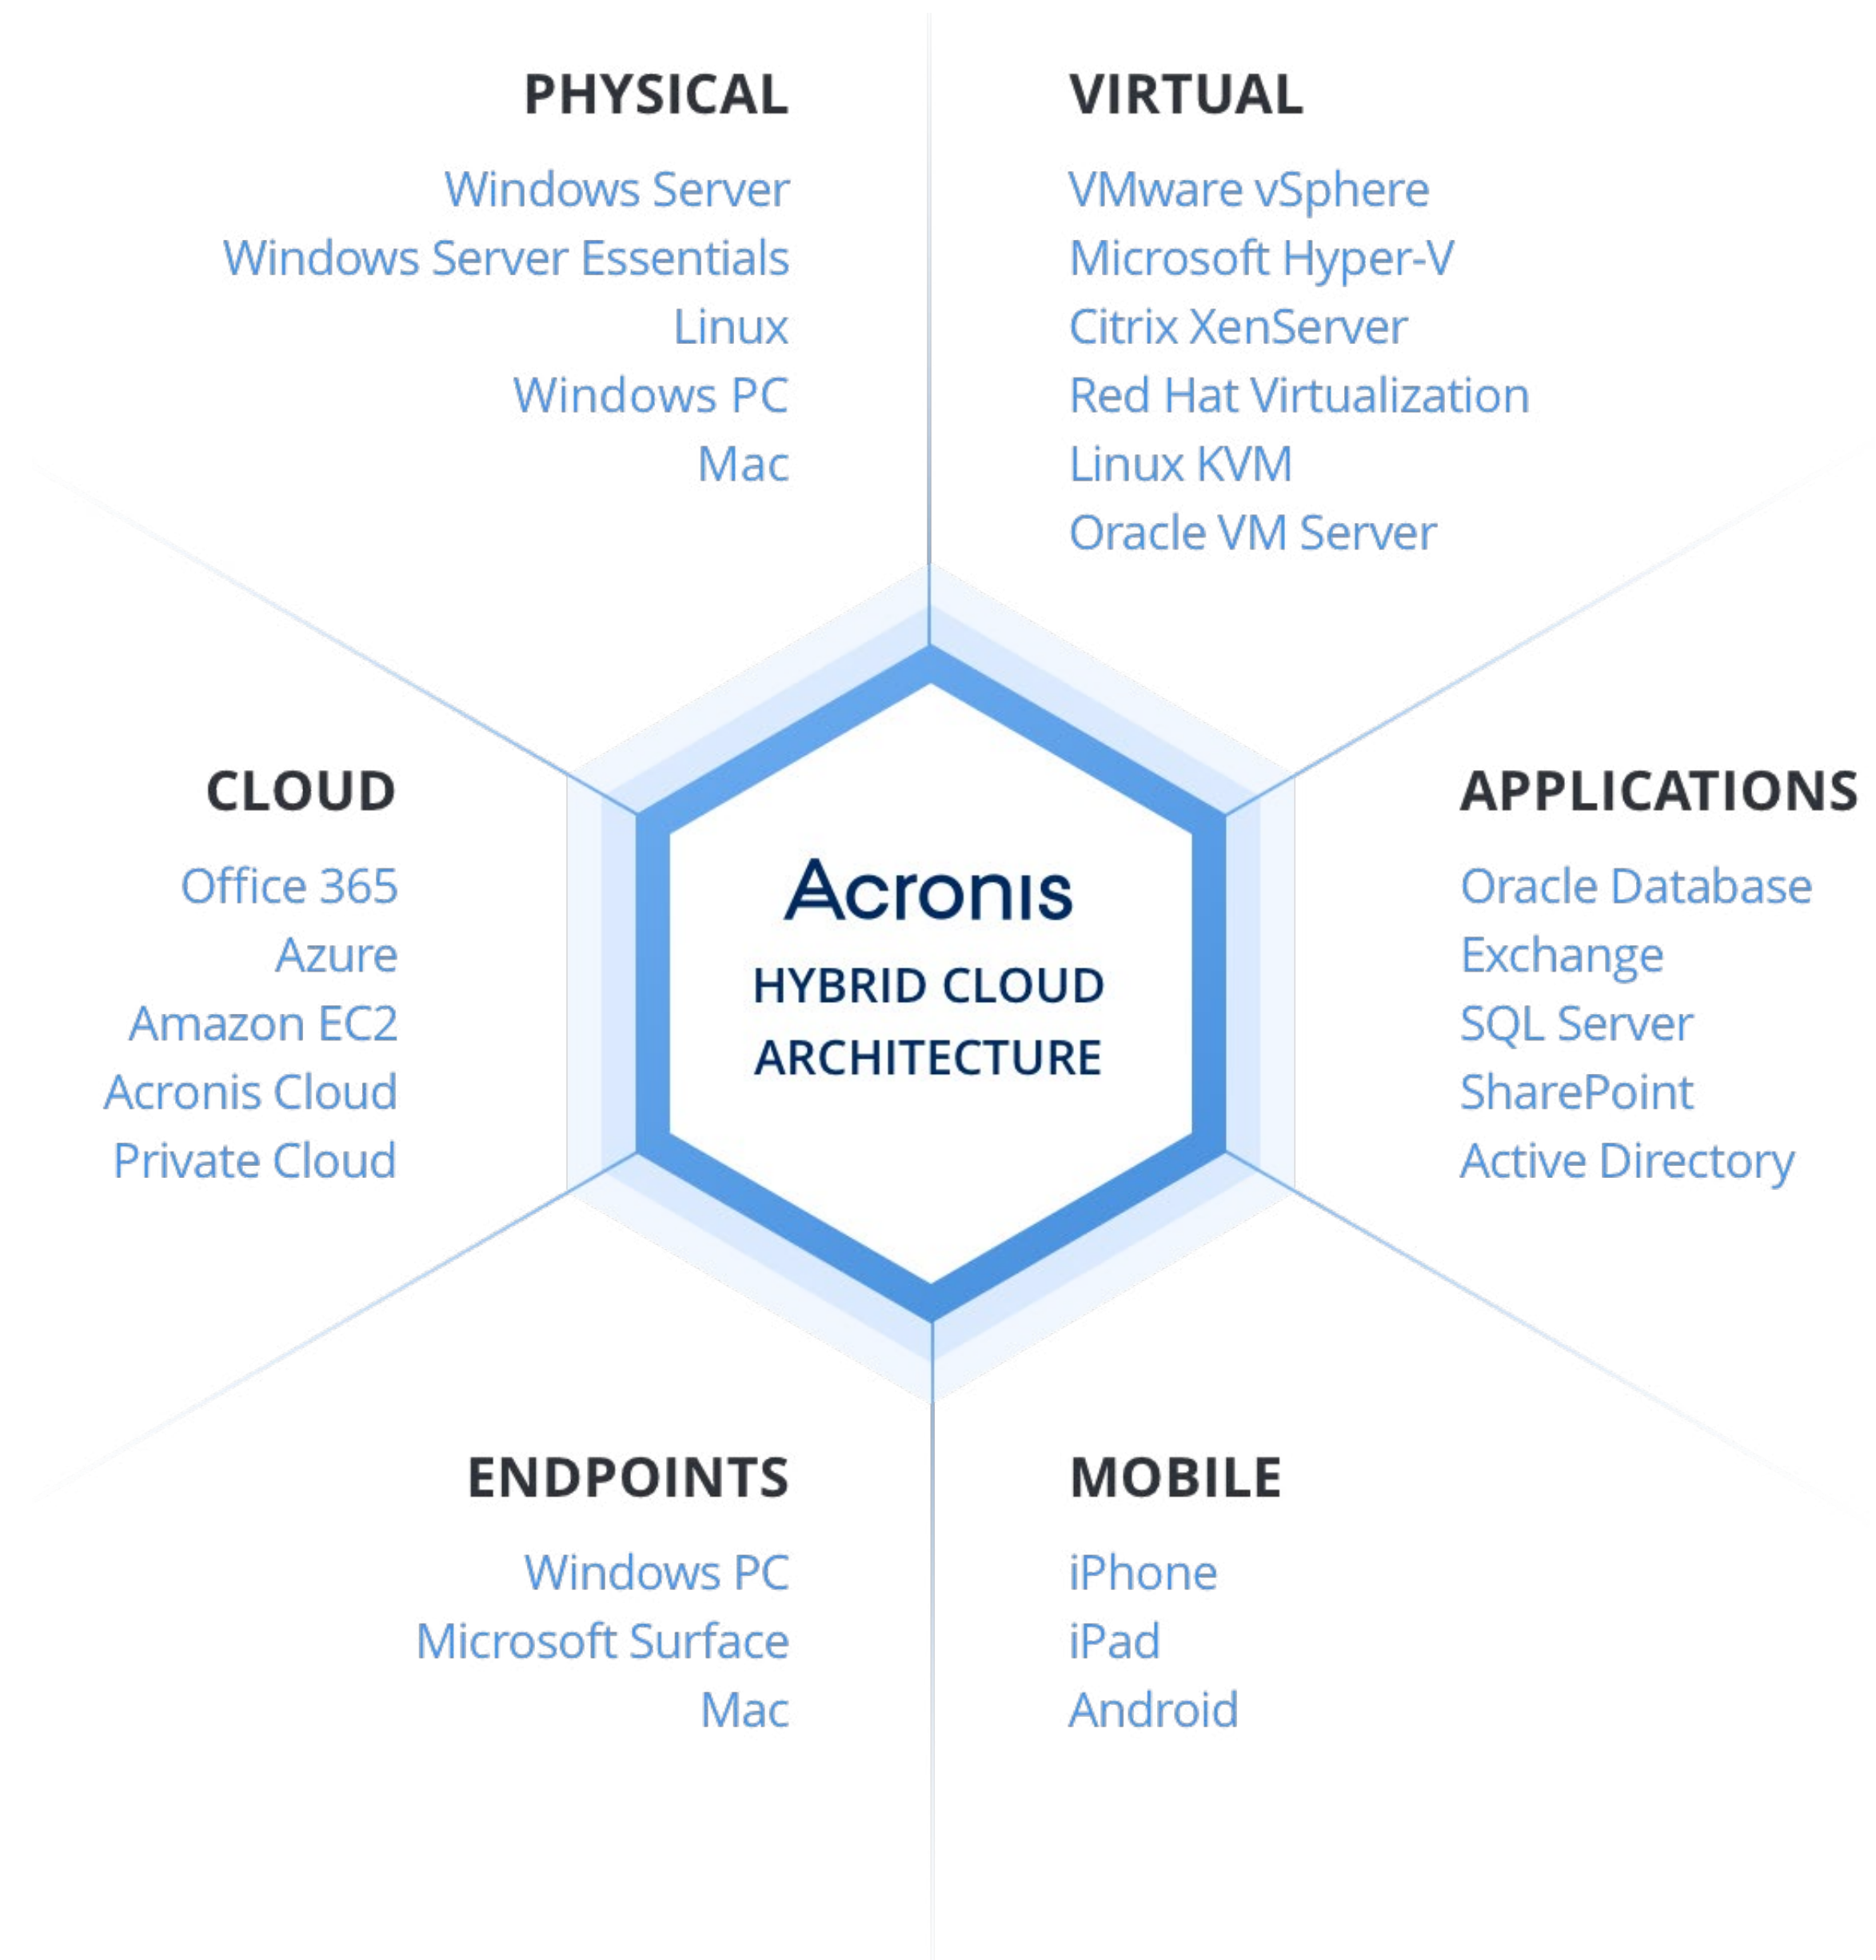 PHYSICAL
Windows Server
Windows Server Essentials
Linux
Windows PC
Mac
VIRTUAL
VMware vSphere
Microsoft Hyper-V
Citrix XenServer
Red Hat Virtualization
Linux KVM
Oracle VM Server
CLOUD
Office 365
Azure
Amazon EC2
Acronis Cloud
Private Cloud
Acronis
HYBRID CLOUD
ARCHITECTURE
APPLICATIONS
Oracle Database
Exchange
SQL Server
SharePoint
Active Directory
ENDPOINTS
Windows PC
Microsoft Surface
Mac
MOBILE
iPhone
iPad
Android